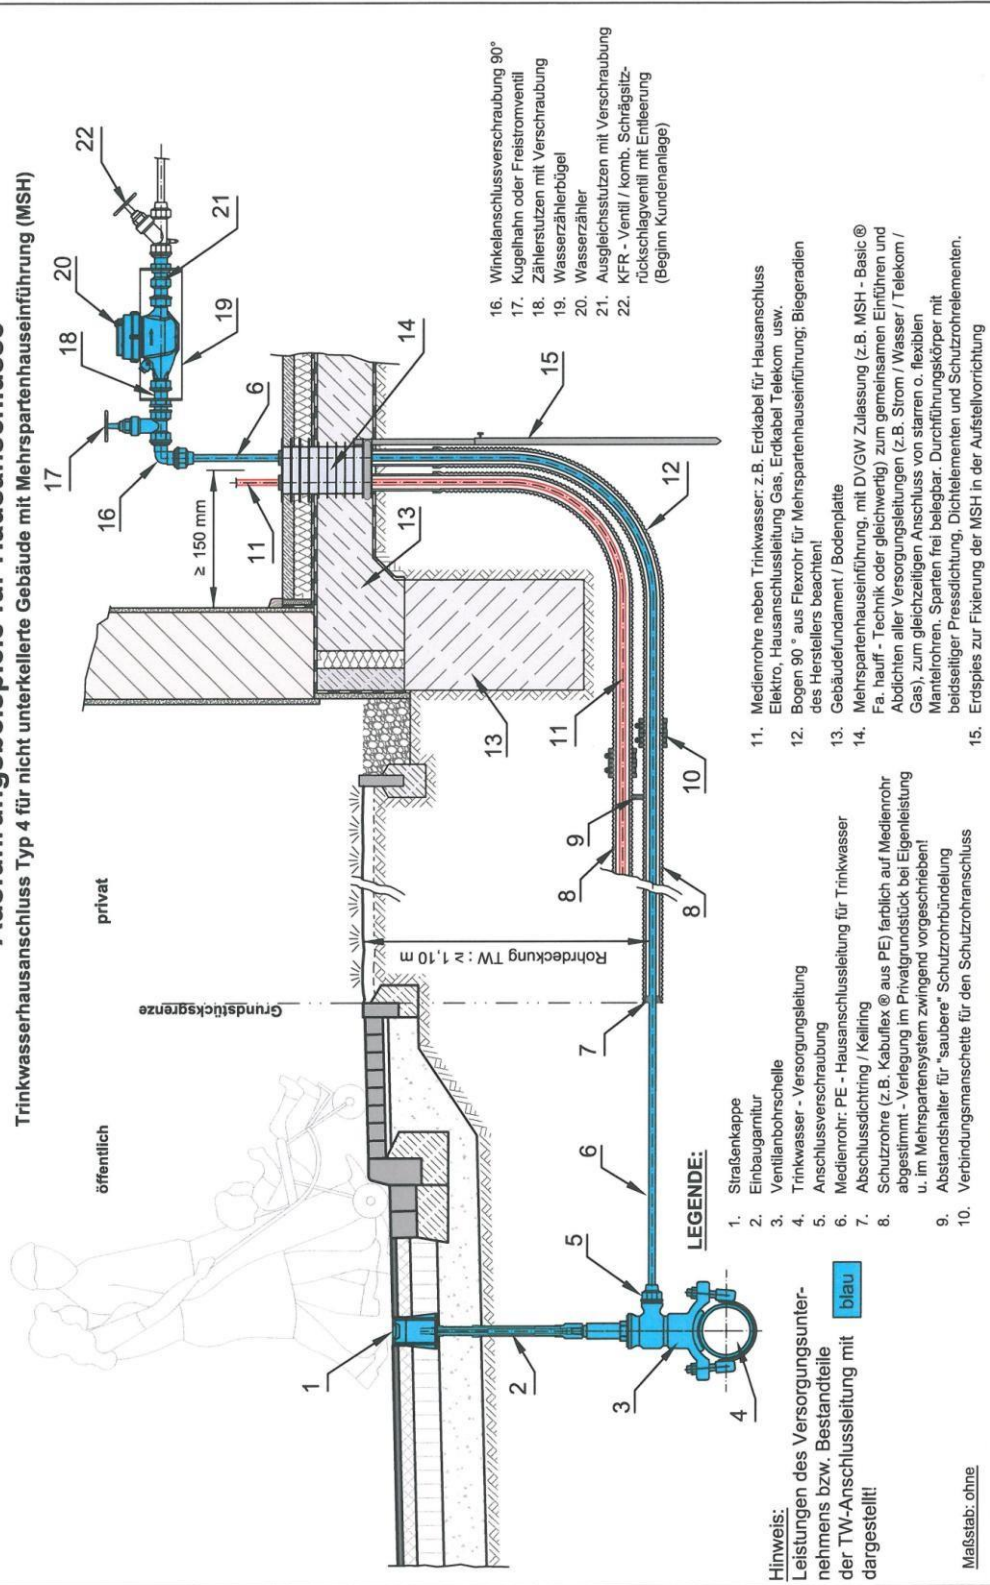 Ausführungsbeispiele für Hausanschlüsse
Trinkwasserhausanschluss Typ 4 für nicht unterkellerte Gebäude mit Mehrspartenhauseinführung (MSH)
öffentlich
privat
Grundstücksgrenze
Rohrdeckung TW : ≥ 1,10 m
≥ 150 mm
1
2
3
4
5
6
7
8
8
9
10
11
11
12
13
13
14
15
16
17
18
19
20
21
22
6
Hinweis:
Leistungen des Versorgungsunter-
nehmens bzw. Bestandteile
der TW-Anschlussleitung mit
blau
dargestellt!
Maßstab: ohne
LEGENDE:
1. Straßenkappe
2. Einbaugarnitur
3. Ventilanbohrschelle
4. Trinkwasser - Versorgungsleitung
5. Anschlussverschraubung
6. Medienrohr: PE - Hausanschlussleitung für Trinkwasser
7. Abschlussdichtring / Keilring
8. Schutzrohre (z.B. Kabuflex ® aus PE) farblich auf Medienrohr
abgestimmt - Verlegung im Privatgrundstück bei Eigenleistung
u. im Mehrspartensystem zwingend vorgeschrieben!
9. Abstandshalter für "saubere" Schutzrohrbündelung
10. Verbindungsmanschette für den Schutzrohranschluss
11. Medienrohre neben Trinkwasser: z.B. Erdkabel für Hausanschluss
Elektro, Hausanschlussleitung Gas, Erdkabel Telekom usw.
12. Bogen 90 ° aus Flexrohr für Mehrspartenhauseinführung; Biegeradien
des Herstellers beachten!
13. Gebäudefundament / Bodenplatte
14. Mehrspartenhauseinführung, mit DVGW Zulassung (z.B. MSH - Basic ®
Fa. hauff - Technik oder gleichwertig) zum gemeinsamen Einführen und
Abdichten aller Versorgungsleitungen (z.B. Strom / Wasser / Telekom /
Gas), zum gleichzeitigen Anschluss von starren o. flexiblen
Mantelrohren. Sparten frei belegbar. Durchführungskörper mit
beidseitiger Pressdichtung, Dichtelementen und Schutzrohrelementen.
15. Erdspies zur Fixierung der MSH in der Aufstellvorrichtung
16. Winkelanschlussverschraubung 90°
17. Kugelhahn oder Freistromventil
18. Zählerstutzen mit Verschraubung
19. Wasserzählerbügel
20. Wasserzähler
21. Ausgleichsstutzen mit Verschraubung
22. KFR - Ventil / komb. Schrägsitz-
rückschlagventil mit Entleerung
(Beginn Kundenanlage)